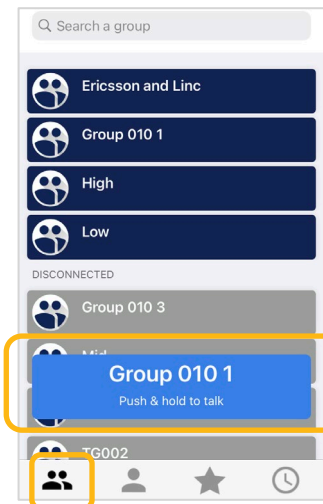 Search a group
Ericsson and Linc
Group 010 1
High
Low
DISCONNECTED
Group 010 3
Mid
Group 010 1
Push & hold to talk
TG002